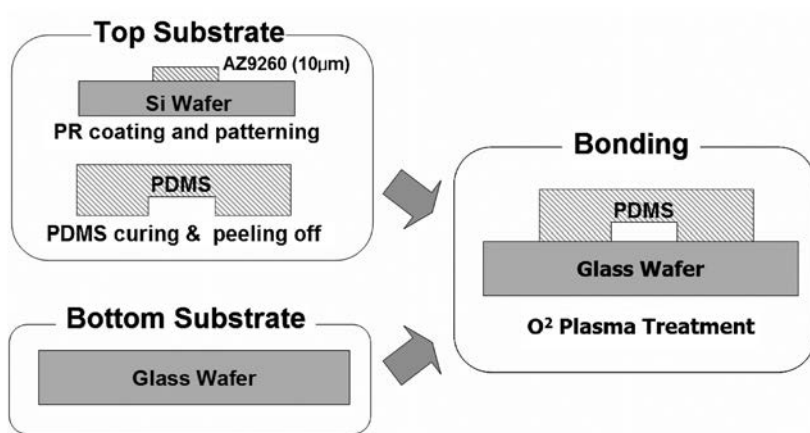 Top Substrate
AZ9260 (10μm)
Si Wafer
PR coating and patterning
PDMS
PDMS curing & peeling off
Bottom Substrate
Glass Wafer
Bonding
PDMS
Glass Wafer
O² Plasma Treatment